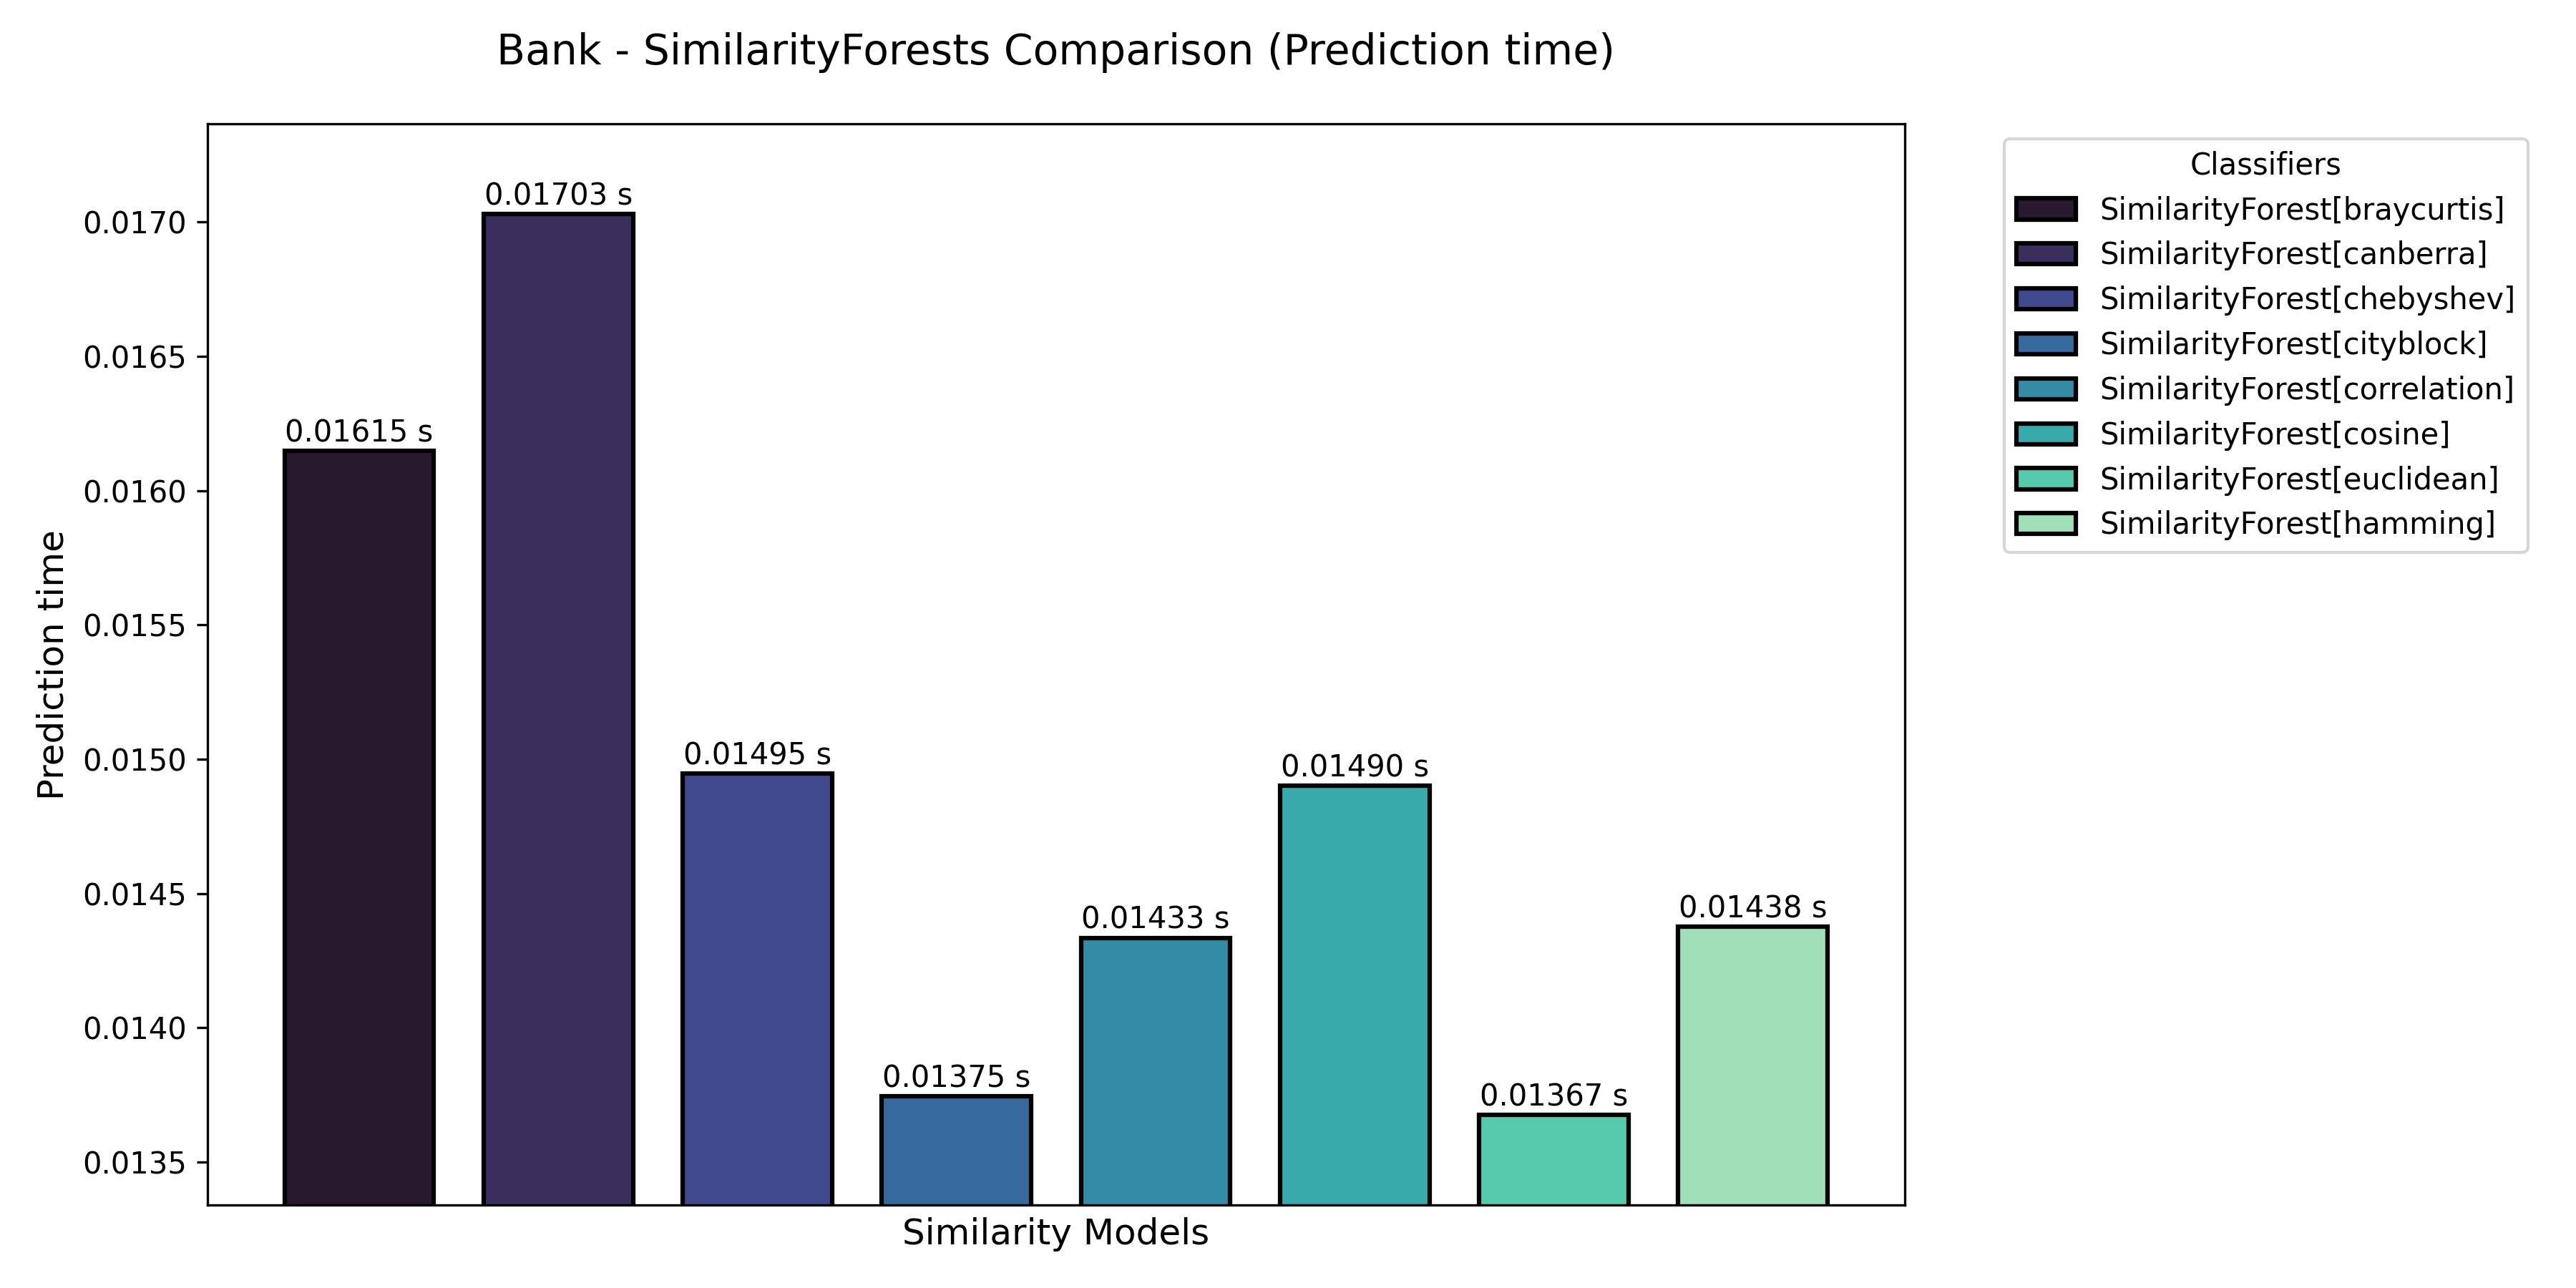 Bank - SimilarityForests Comparison (Prediction time)
Prediction time
0.0170
0.0165
0.0160
0.0155
0.0150
0.0145
0.0140
0.0135
0.01615 s
0.01703 s
0.01495 s
0.01375 s
0.01433 s
0.01490 s
0.01367 s
0.01438 s
Similarity Models
Classifiers
SimilarityForest[braycurtis]
SimilarityForest[canberra]
SimilarityForest[chebyshev]
SimilarityForest[cityblock]
SimilarityForest[correlation]
SimilarityForest[cosine]
SimilarityForest[euclidean]
SimilarityForest[hamming]